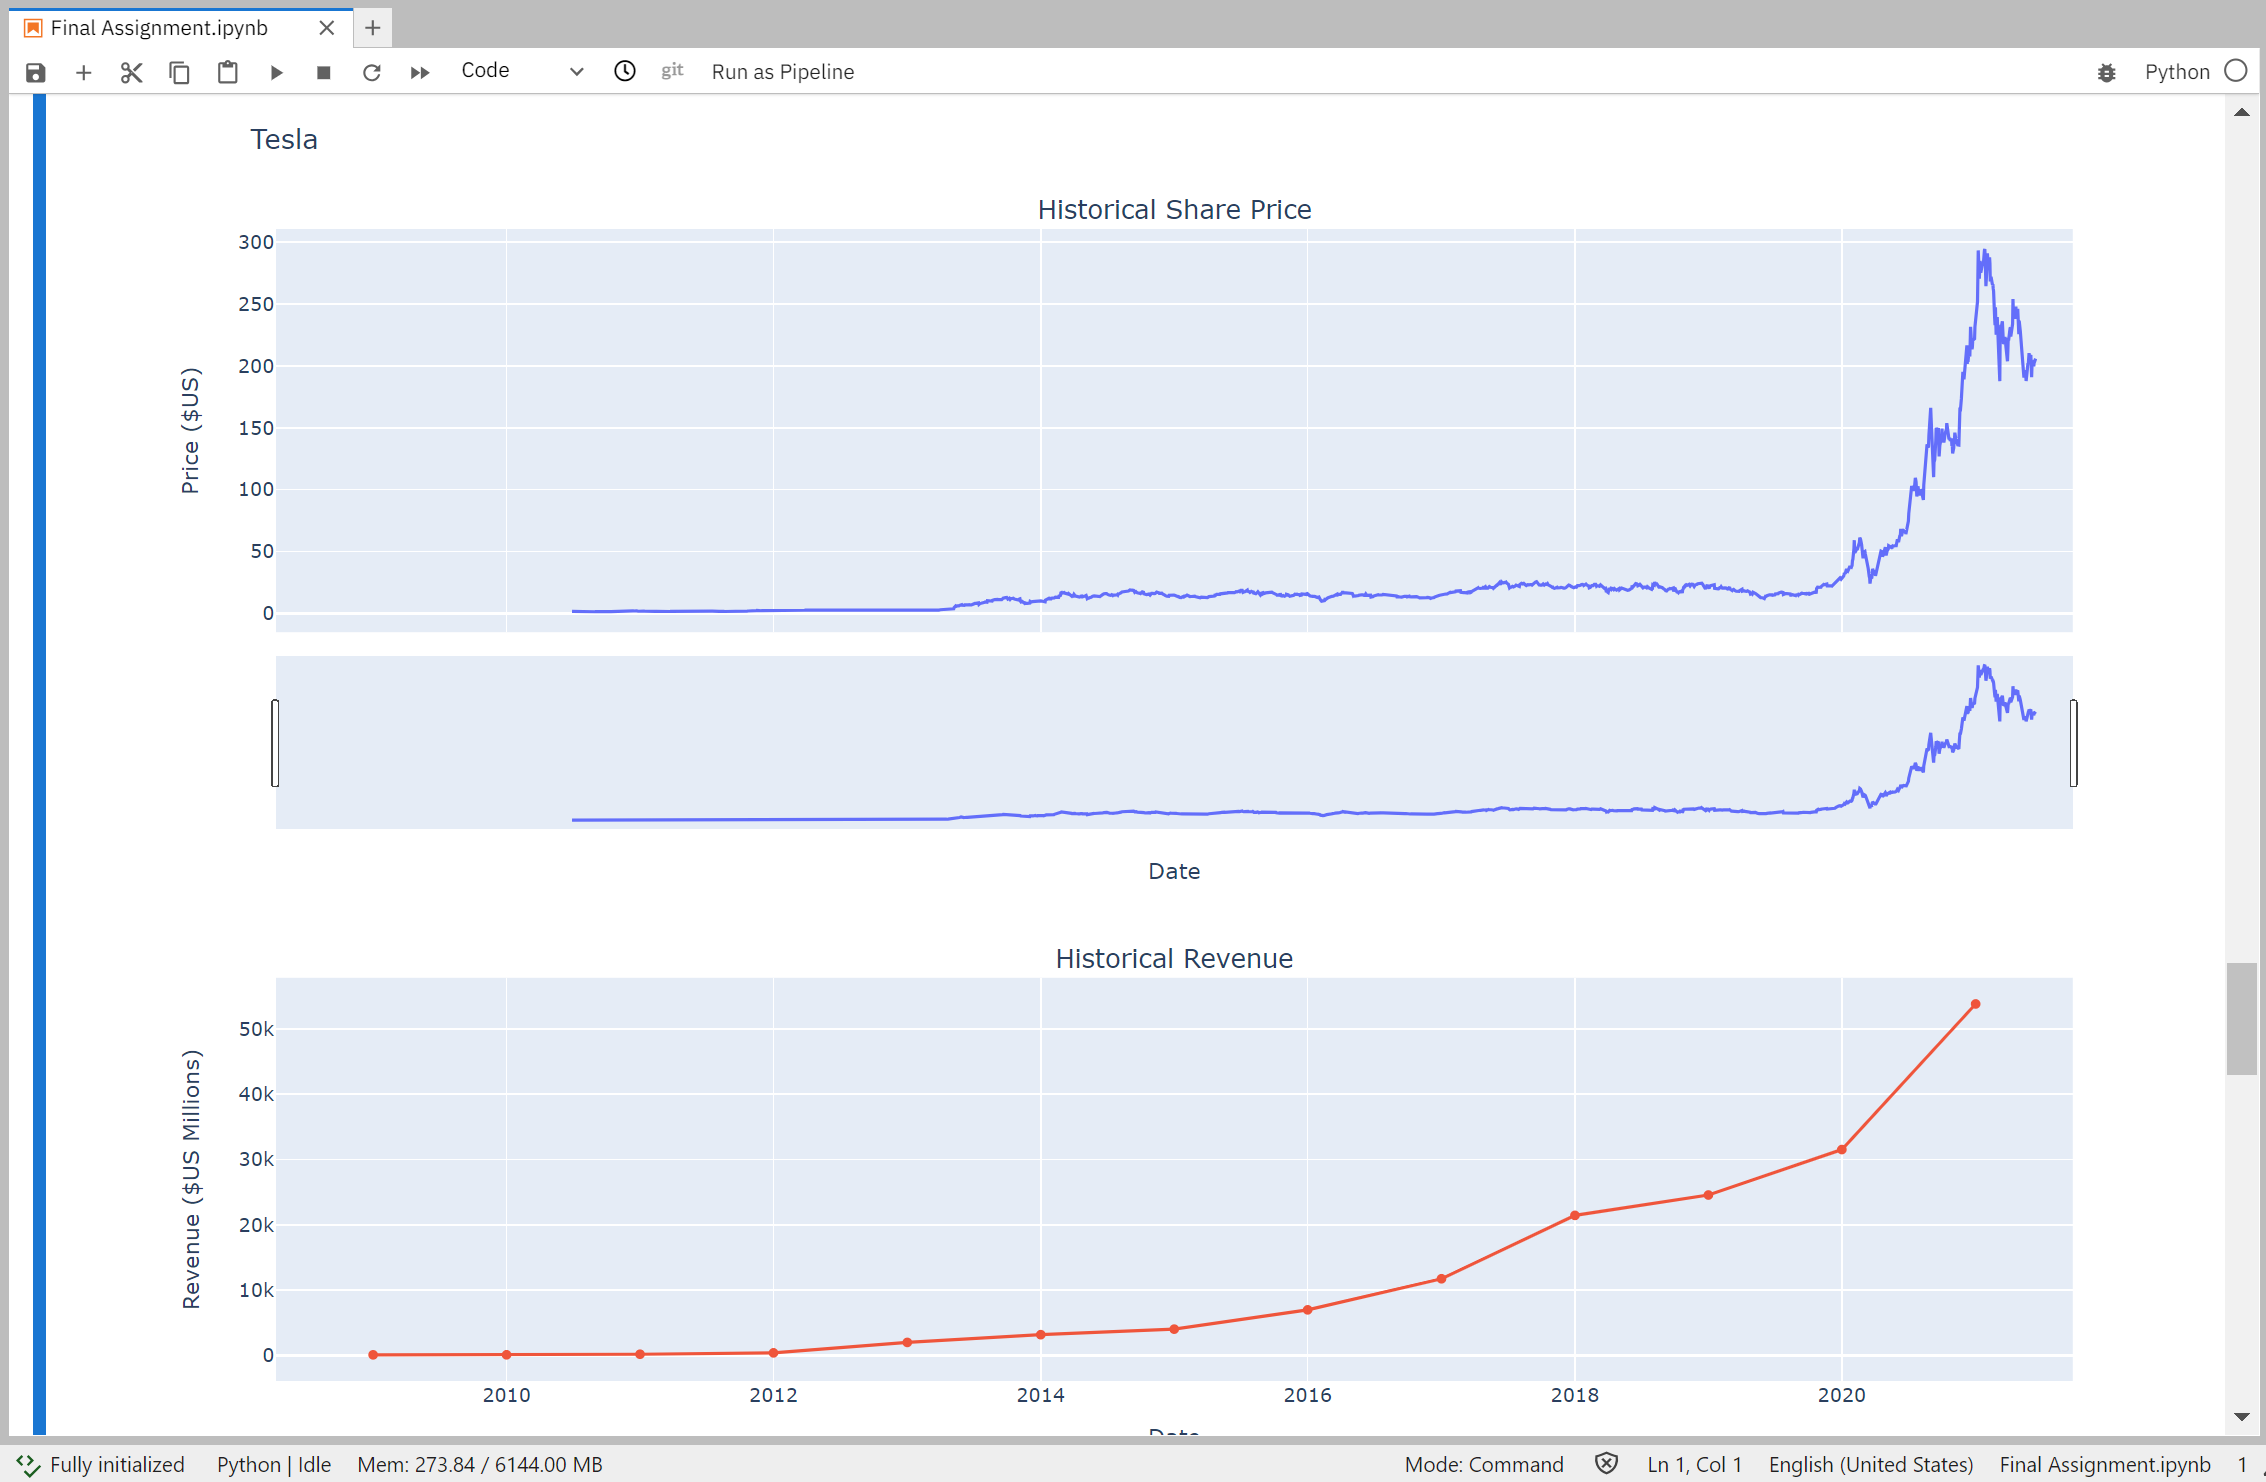 Final Assignment.ipynb
Code
git
Run as Pipeline
Python
Tesla
Historical Share Price
300
250
200
150
100
50
0
Price ($US)
Date
Historical Revenue
50k
40k
30k
20k
10k
0
Revenue ($US Millions)
2010 2012 2014 2016 2018 2020
Date
Fully initialized Python | Idle Mem: 273.84 / 6144.00 MB Mode: Command Ln 1, Col 1 English (United States) Final Assignment.ipynb 1